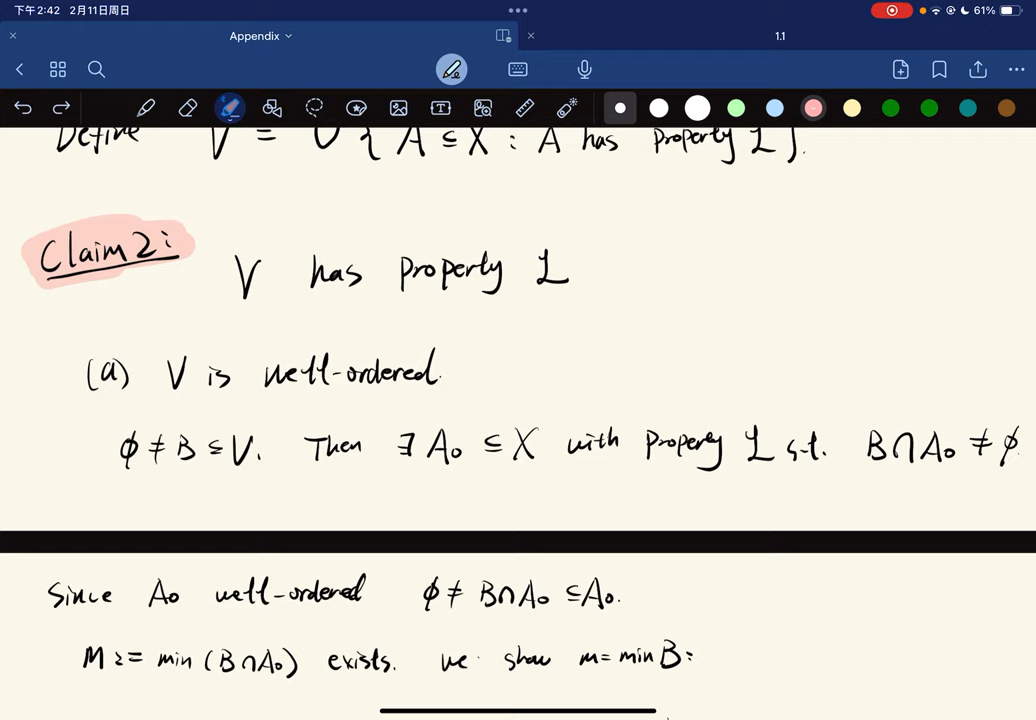 下午2:42 2月11日周日
61%
Appendix
1.1
Define V = ∪ { A ⊆ X : A has Property L }.
Claim 2:
V has Property L
(a) V is well-ordered.
∅ ≠ B ⊆ V. Then ∃ A₀ ⊆ X with Property L s.t. B ∩ A₀ ≠ ∅.
Since A₀ well-ordered ∅ ≠ B ∩ A₀ ⊆ A₀.
m := min (B ∩ A₀) exists. we show m = min B :